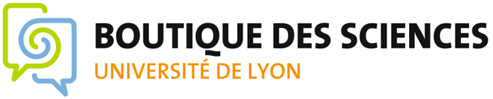 BOUTIQUE DES SCIENCES
UNIVERSITÉ DE LYON